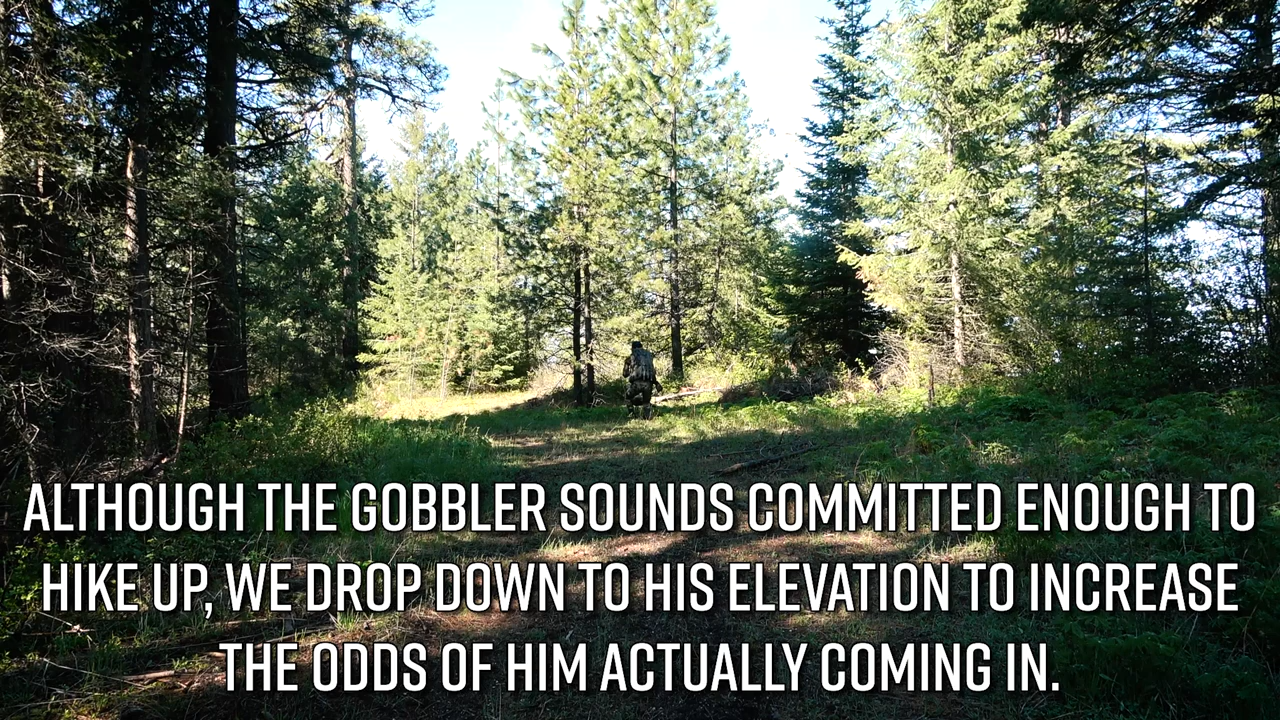 ALTHOUGH THE GOBBLER SOUNDS COMMITTED ENOUGH TO
HIKE UP, WE DROP DOWN TO HIS ELEVATION TO INCREASE
THE ODDS OF HIM ACTUALLY COMING IN.